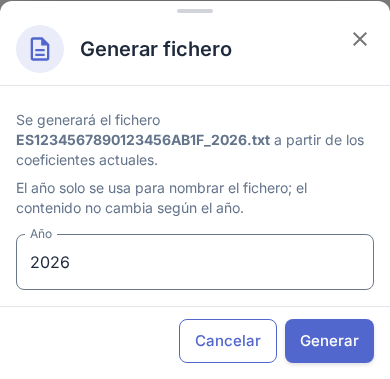 Generar fichero
Se generará el fichero
ES1234567890123456AB1F_2026.txt a partir de los
coeficientes actuales.
El año solo se usa para nombrar el fichero; el
contenido no cambia según el año.
Año
2026
Cancelar
Generar